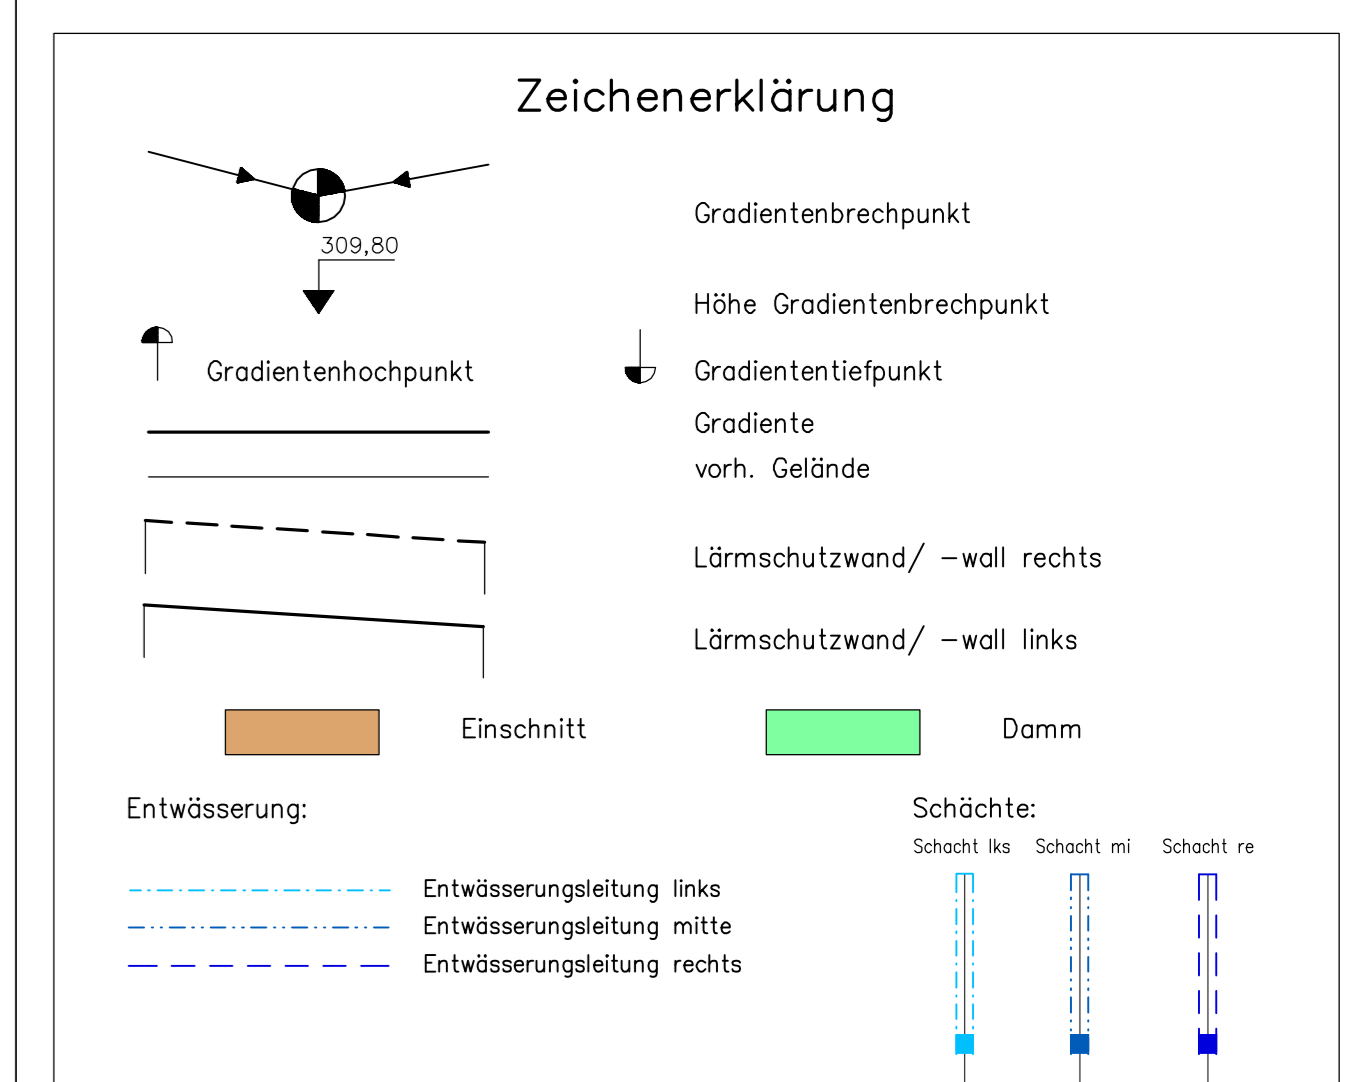 Zeichenerklärung
Gradientenbrechpunkt
309,80
Höhe Gradientenbrechpunkt
Gradientenhochpunkt
Gradiententiefpunkt
Gradiente
vorh. Gelände
Lärmschutzwand/ -wall rechts
Lärmschutzwand/ -wall links
Einschnitt
Damm
Entwässerung:
Schächte:
Schacht lks
Schacht mi
Schacht re
Entwässerungsleitung links
Entwässerungsleitung mitte
Entwässerungsleitung rechts